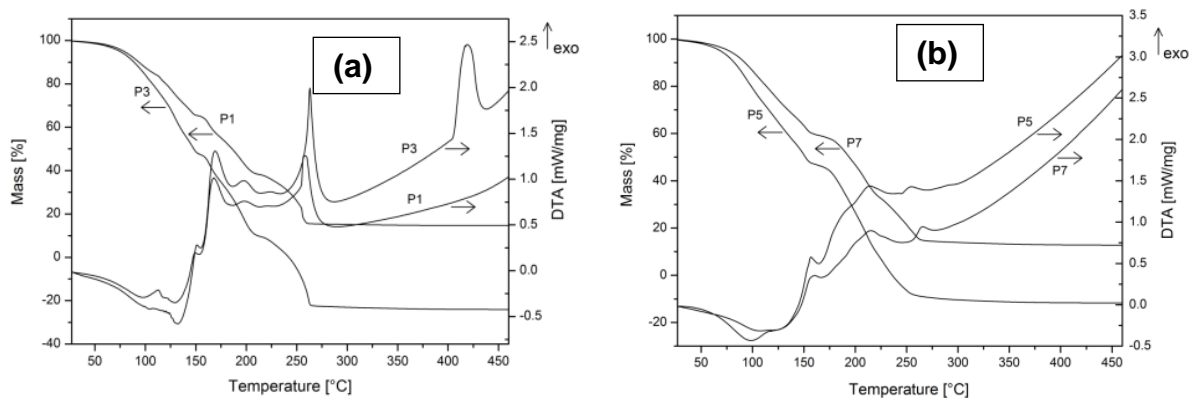 (a)
exo
Mass [%]
100
80
60
40
20
0
-20
-40
P3
P1
P3
P1
2.5
2.0
1.5
1.0
0.5
0.0
-0.5
DTA [mW/mg]
50 100 150 200 250 300 350 400 450
Temperature [°C]
(b)
exo
Mass [%]
100
80
60
40
20
0
-20
P5
P7
P5
P7
3.5
3.0
2.5
2.0
1.5
1.0
0.5
0.0
-0.5
DTA [mW/mg]
50 100 150 200 250 300 350 400 450
Temperature [°C]